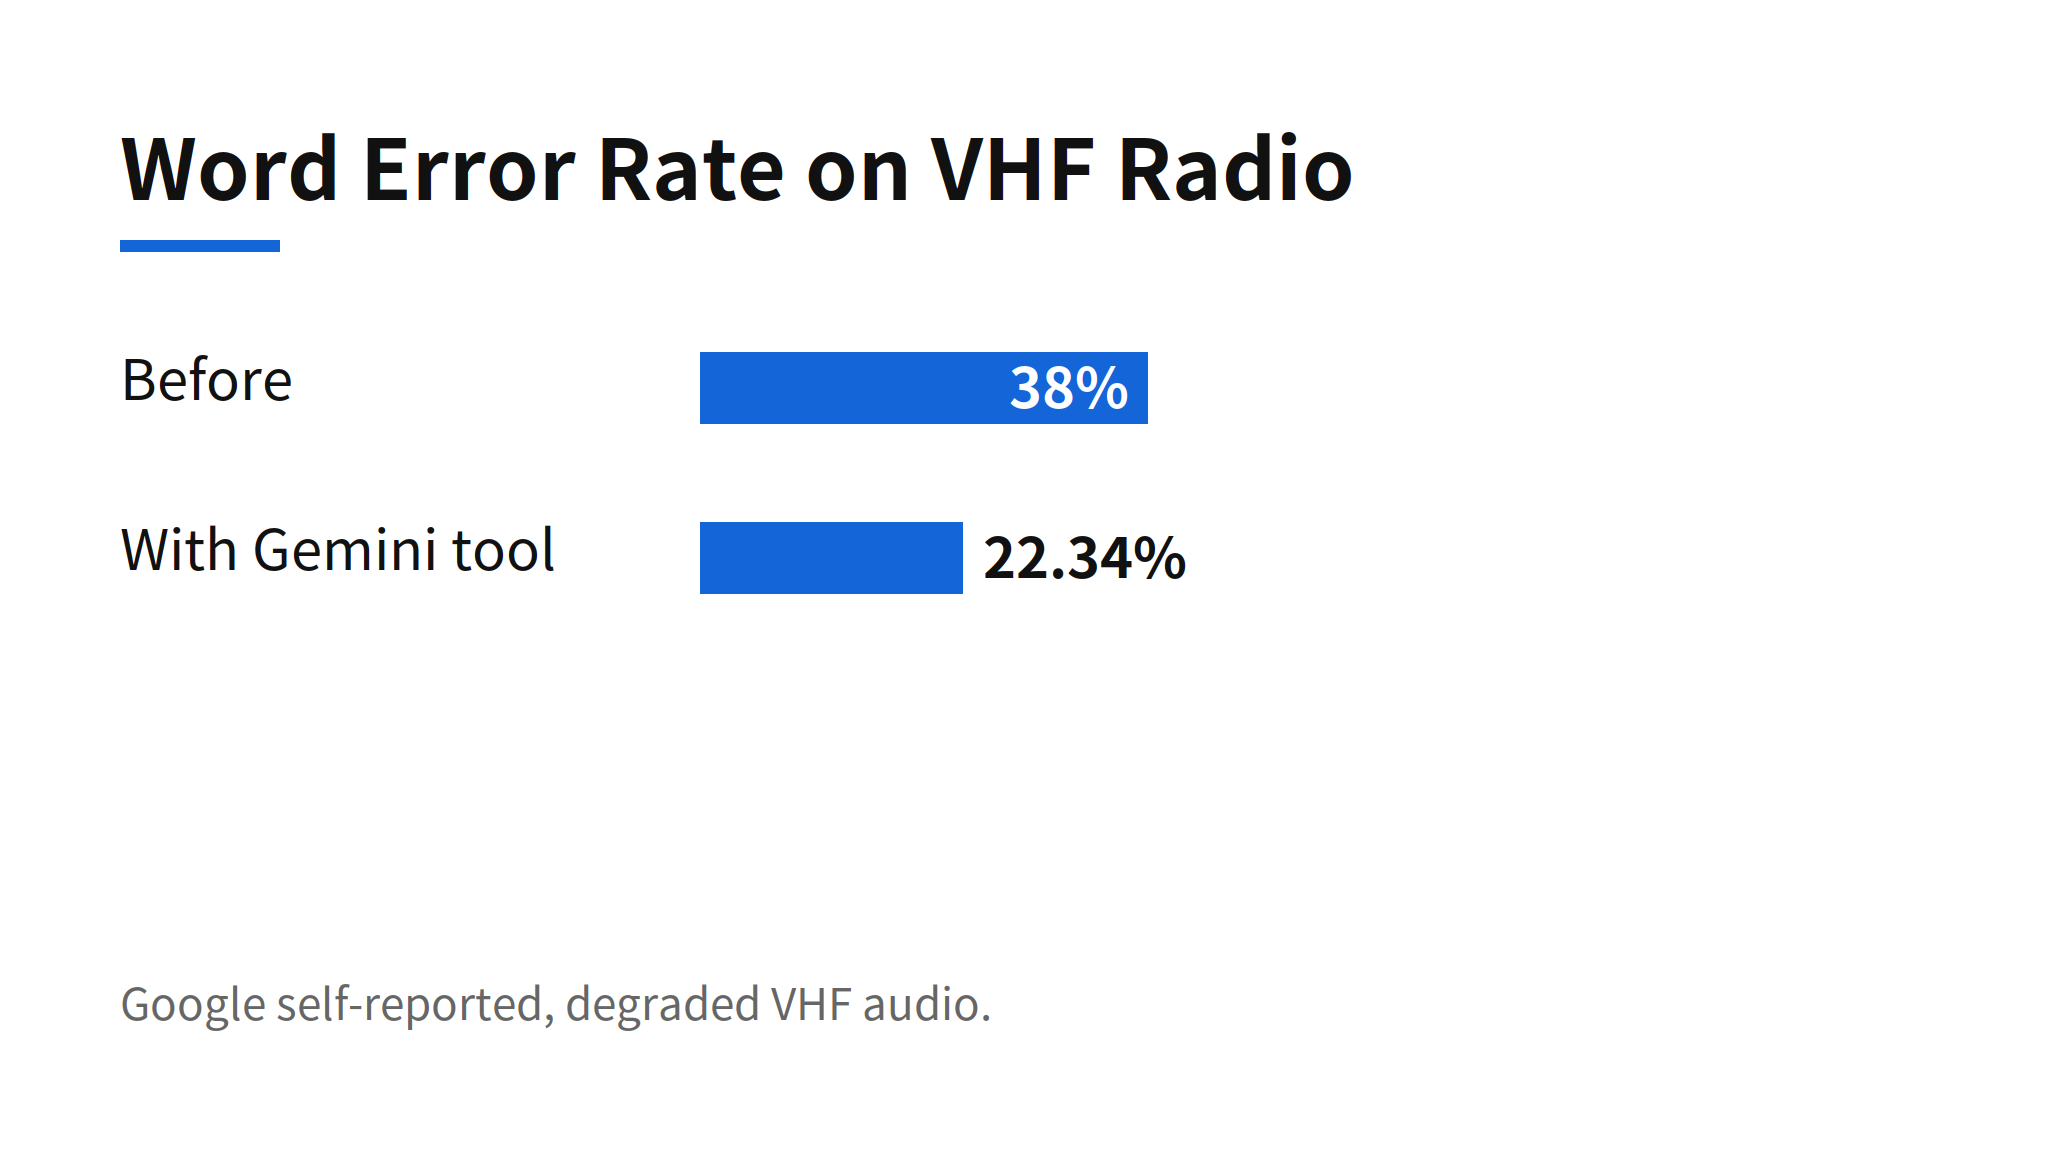 Word Error Rate on VHF Radio
Before
38%
With Gemini tool
22.34%
Google self-reported, degraded VHF audio.